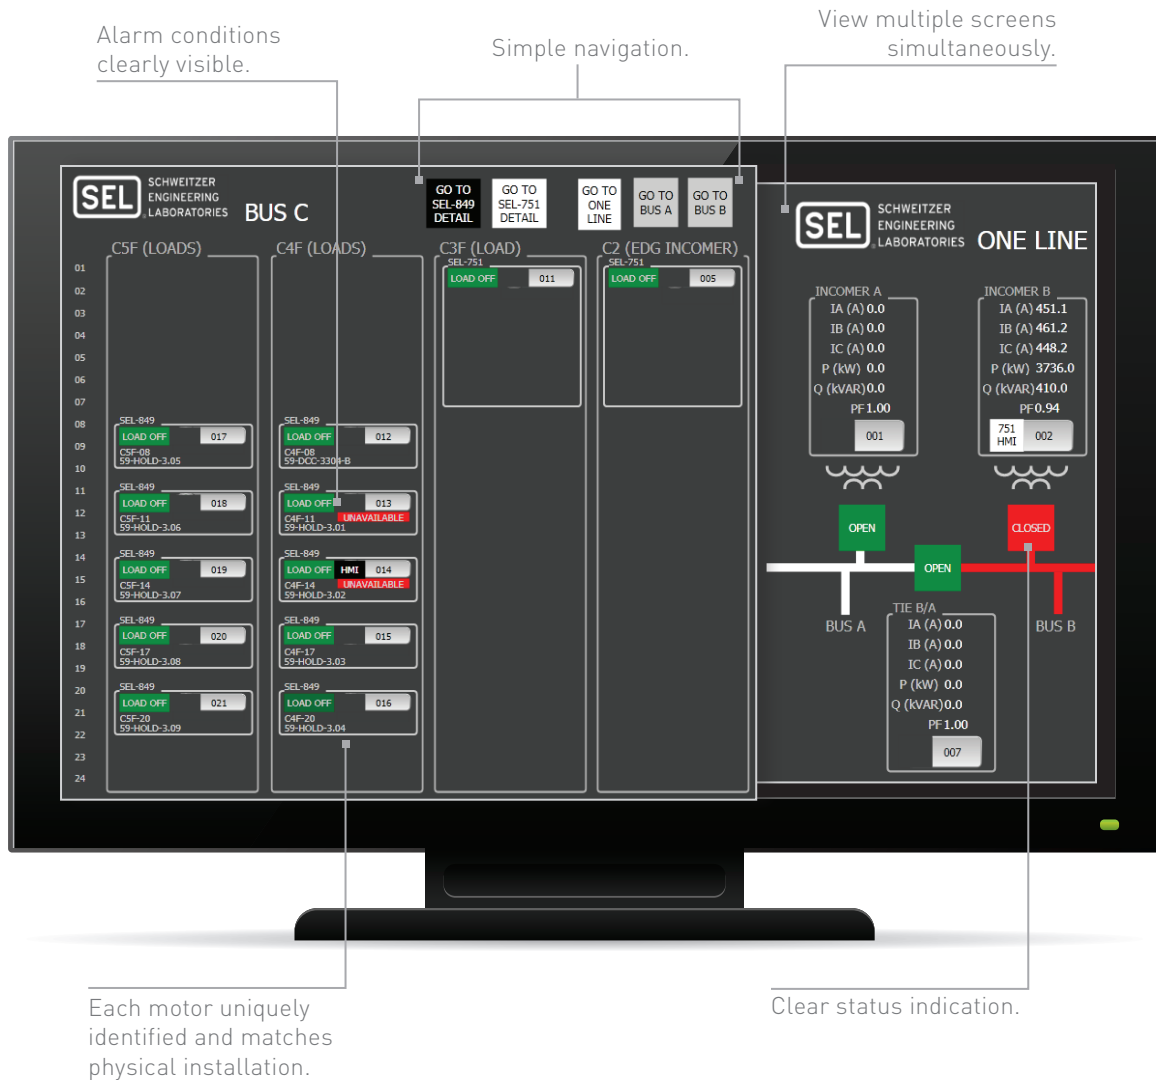 Alarm conditions
clearly visible.
Simple navigation.
View multiple screens
simultaneously.
SEL
SCHWEITZER
ENGINEERING
LABORATORIES
BUS C
GO TO
SEL-849
DETAIL
GO TO
SEL-751
DETAIL
GO TO
ONE
LINE
GO TO
BUS A
GO TO
BUS B
01
02
03
04
05
06
07
08
09
10
11
12
13
14
15
16
17
18
19
20
21
22
23
24
C5F (LOADS)
SEL-849
LOAD OFF 017
C5F-08
59-HOLD-3.05
SEL-849
LOAD OFF 018
C5F-11
59-HOLD-3.06
SEL-849
LOAD OFF 019
C5F-14
59-HOLD-3.07
SEL-849
LOAD OFF 020
C5F-17
59-HOLD-3.08
SEL-849
LOAD OFF 021
C5F-20
59-HOLD-3.09
C4F (LOADS)
SEL-849
LOAD OFF 012
C4F-08
59-DCC-3304-B
SEL-849
LOAD OFF 013
UNAVAILABLE
C4F-11
59-HOLD-3.01
SEL-849
LOAD OFF HMI 014
UNAVAILABLE
C4F-14
59-HOLD-3.02
SEL-849
LOAD OFF 015
C4F-17
59-HOLD-3.03
SEL-849
LOAD OFF 016
C4F-20
59-HOLD-3.04
C3F (LOAD)
SEL-751
LOAD OFF 011
C2 (EDG INCOMER)
SEL-751
LOAD OFF 005
SEL
SCHWEITZER
ENGINEERING
LABORATORIES
ONE LINE
INCOMER A
IA (A) 0.0
IB (A) 0.0
IC (A) 0.0
P (kW) 0.0
Q (kVAR) 0.0
PF 1.00
001
INCOMER B
IA (A) 451.1
IB (A) 461.2
IC (A) 448.2
P (kW) 3736.0
Q (kVAR) 410.0
PF 0.94
751
HMI
002
OPEN
OPEN
CLOSED
BUS A
BUS B
TIE B/A
IA (A) 0.0
IB (A) 0.0
IC (A) 0.0
P (kW) 0.0
Q (kVAR) 0.0
PF 1.00
007
Each motor uniquely
identified and matches
physical installation.
Clear status indication.